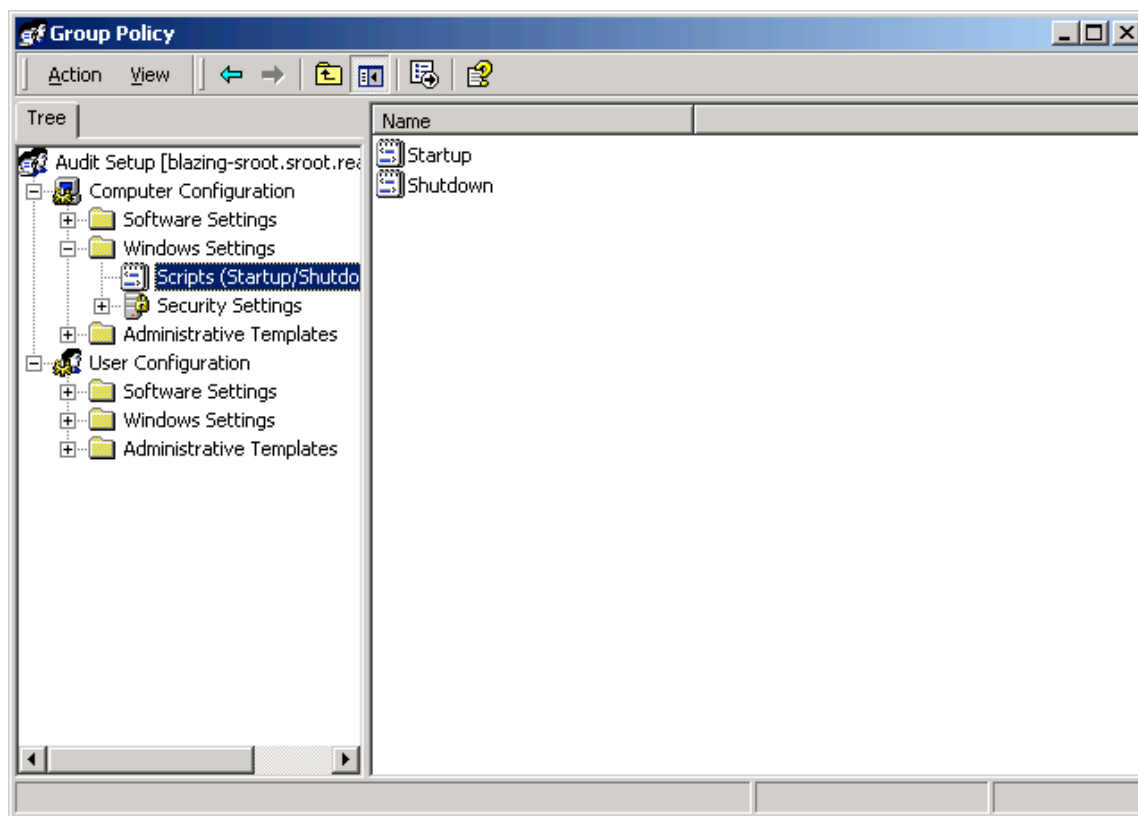 Group Policy
Action View
Tree
Name
Audit Setup [blazing-sroot.sroot.rea
Computer Configuration
Software Settings
Windows Settings
Scripts (Startup/Shutdo
Security Settings
Administrative Templates
User Configuration
Software Settings
Windows Settings
Administrative Templates
Startup
Shutdown